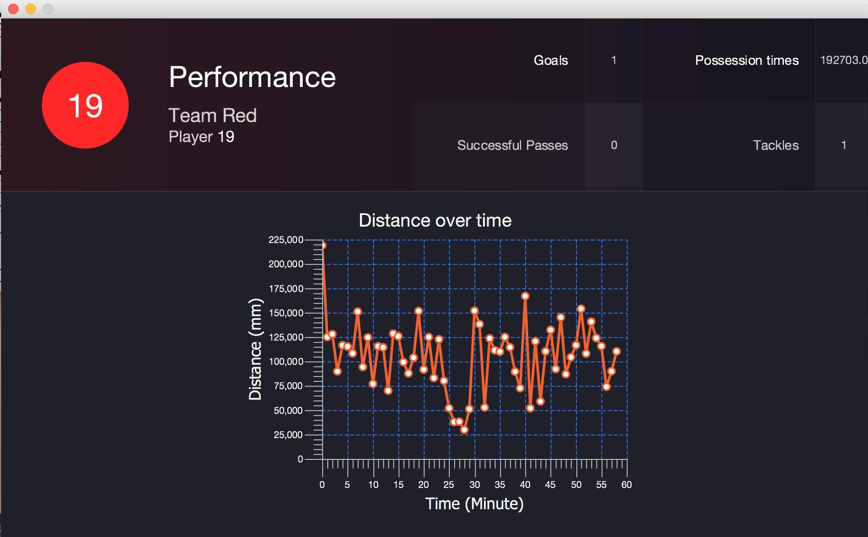 19
Performance
Team Red
Player 19
Goals 1 Possession times 192703.0
Successful Passes 0 Tackles 1
Distance over time
225,000
200,000
175,000
150,000
125,000
100,000
75,000
50,000
25,000
0
Distance (mm)
0 5 10 15 20 25 30 35 40 45 50 55 60
Time (Minute)